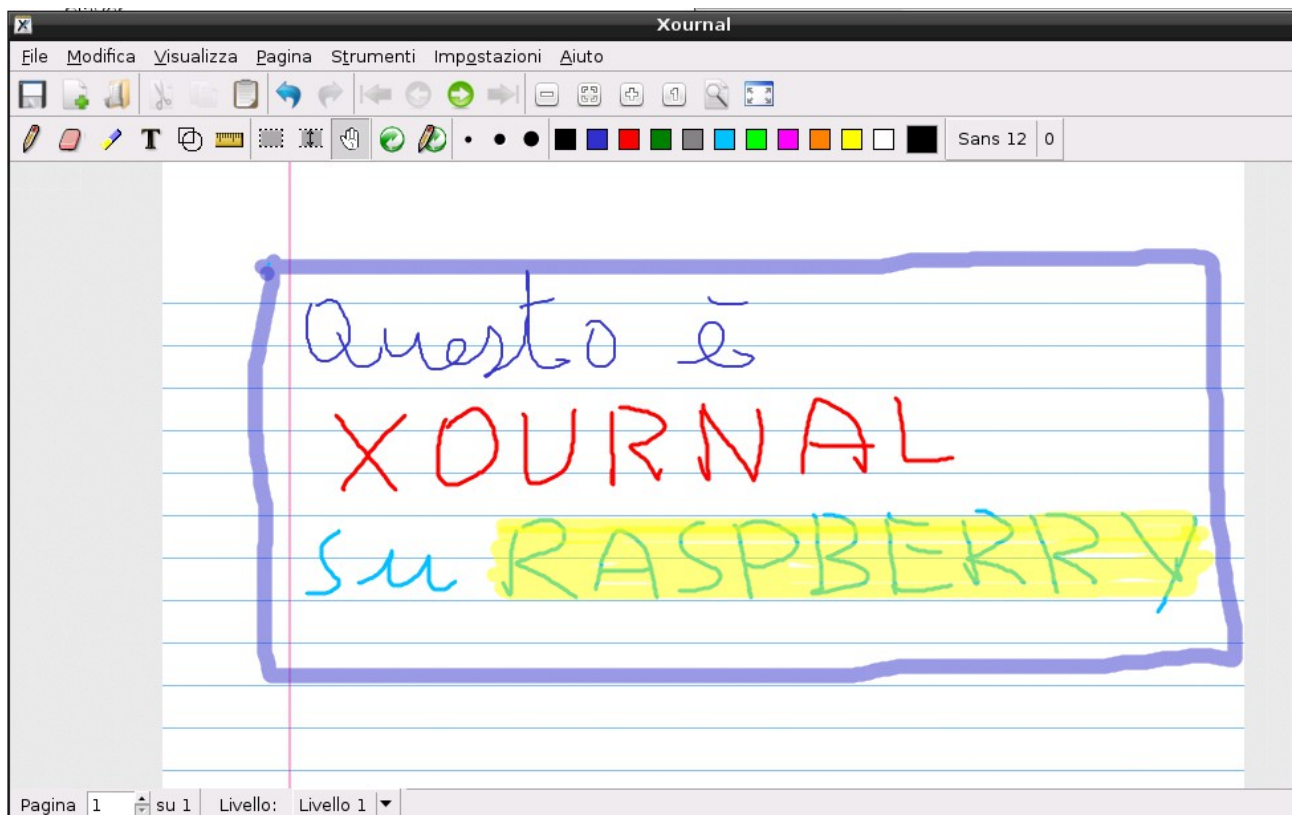 Xournal
File Modifica Visualizza Pagina Strumenti Impostazioni Aiuto
Sans 12 0
Questo è
XOURNAL
su RASPBERRY
Pagina 1 su 1 Livello: Livello 1